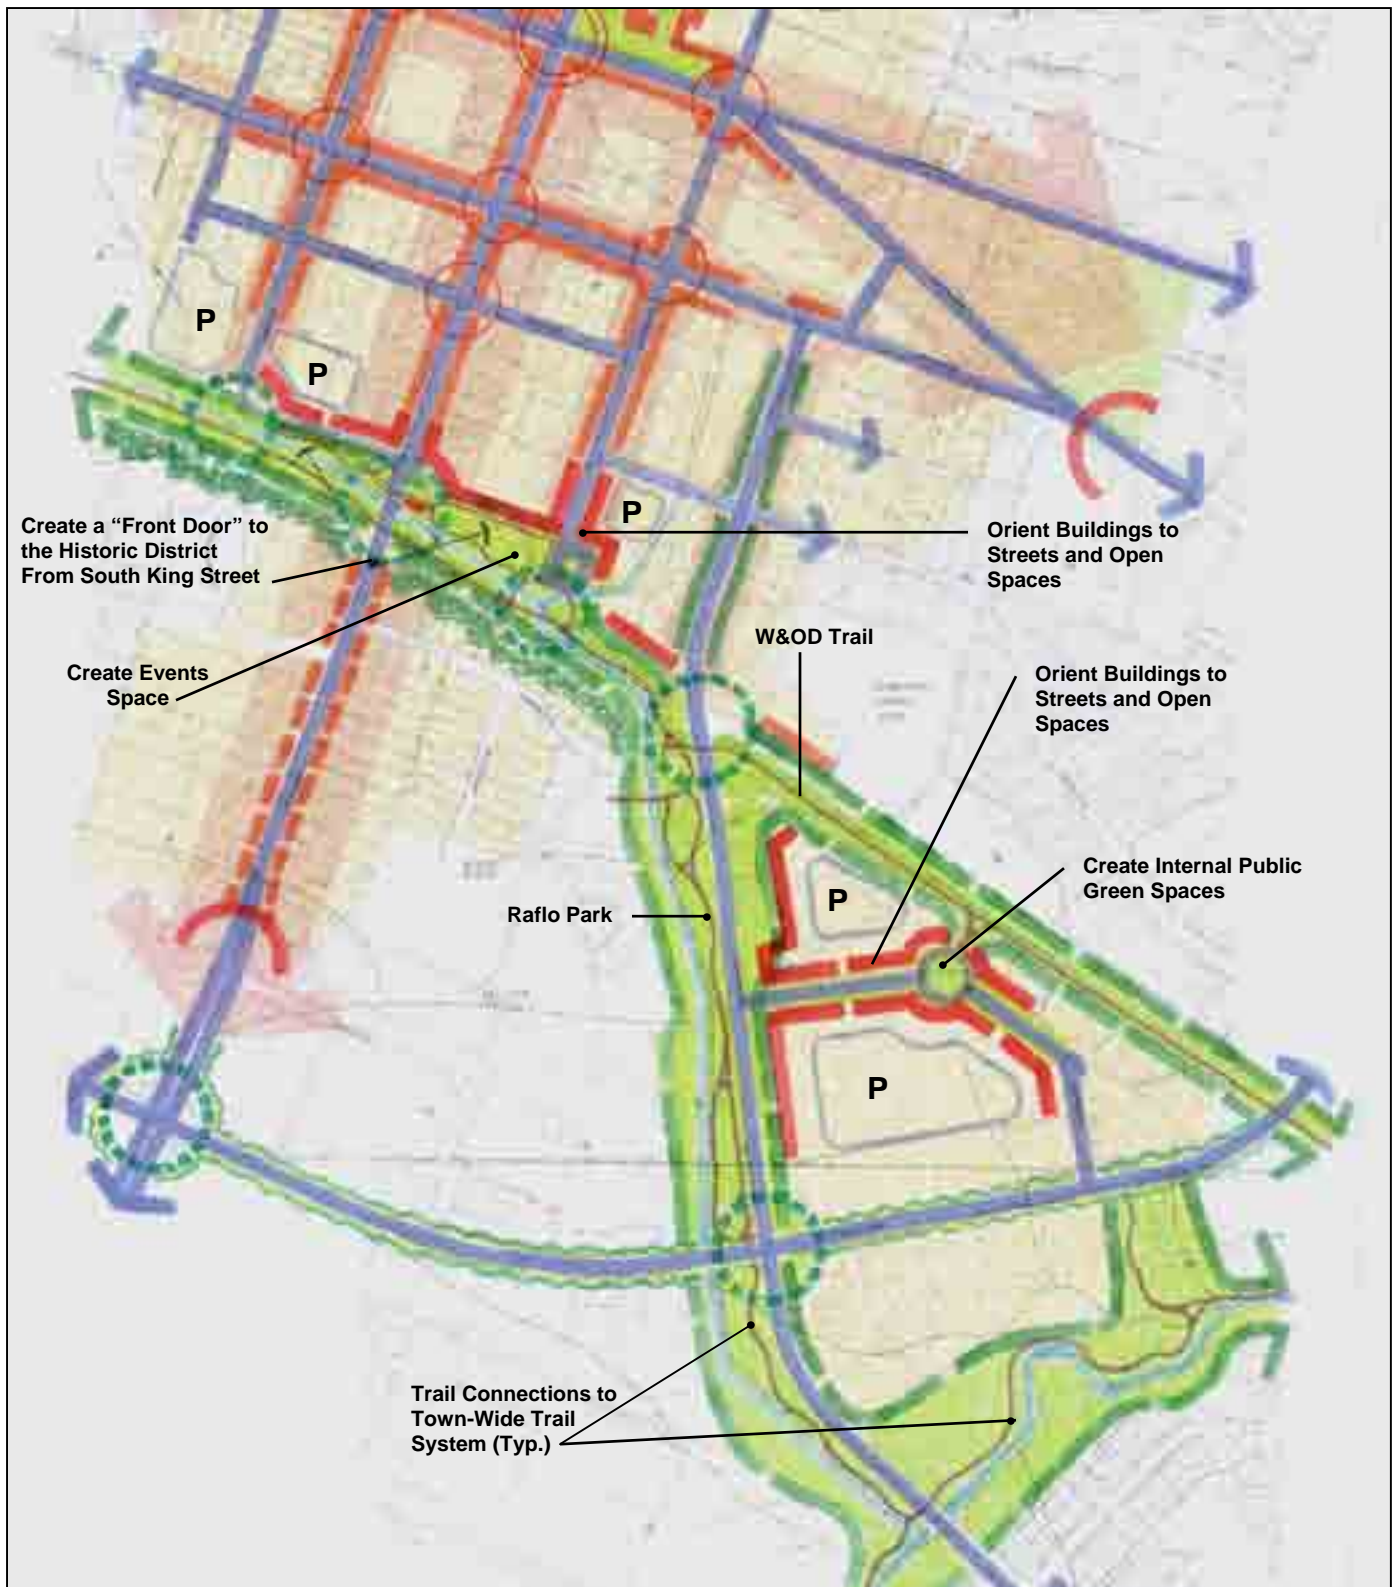 P
P
P
Create a “Front Door” to
the Historic District
From South King Street
Orient Buildings to
Streets and Open
Spaces
W&OD Trail
Create Events
Space
Orient Buildings to
Streets and Open
Spaces
Create Internal Public
Green Spaces
P
Raflo Park
P
Trail Connections to
Town-Wide Trail
System (Typ.)